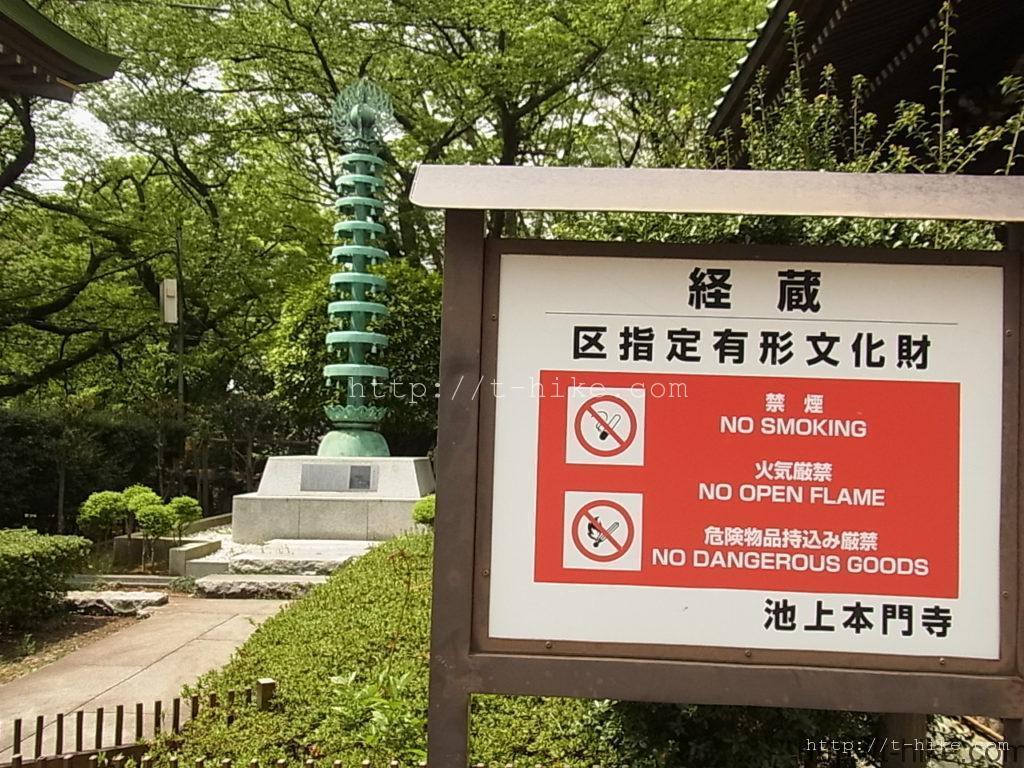 経蔵
区指定有形文化財
http://t-hike.com
禁煙
NO SMOKING
火気厳禁
NO OPEN FLAME
危険物品持込み厳禁
NO DANGEROUS GOODS
池上本門寺
http://t-hike.com